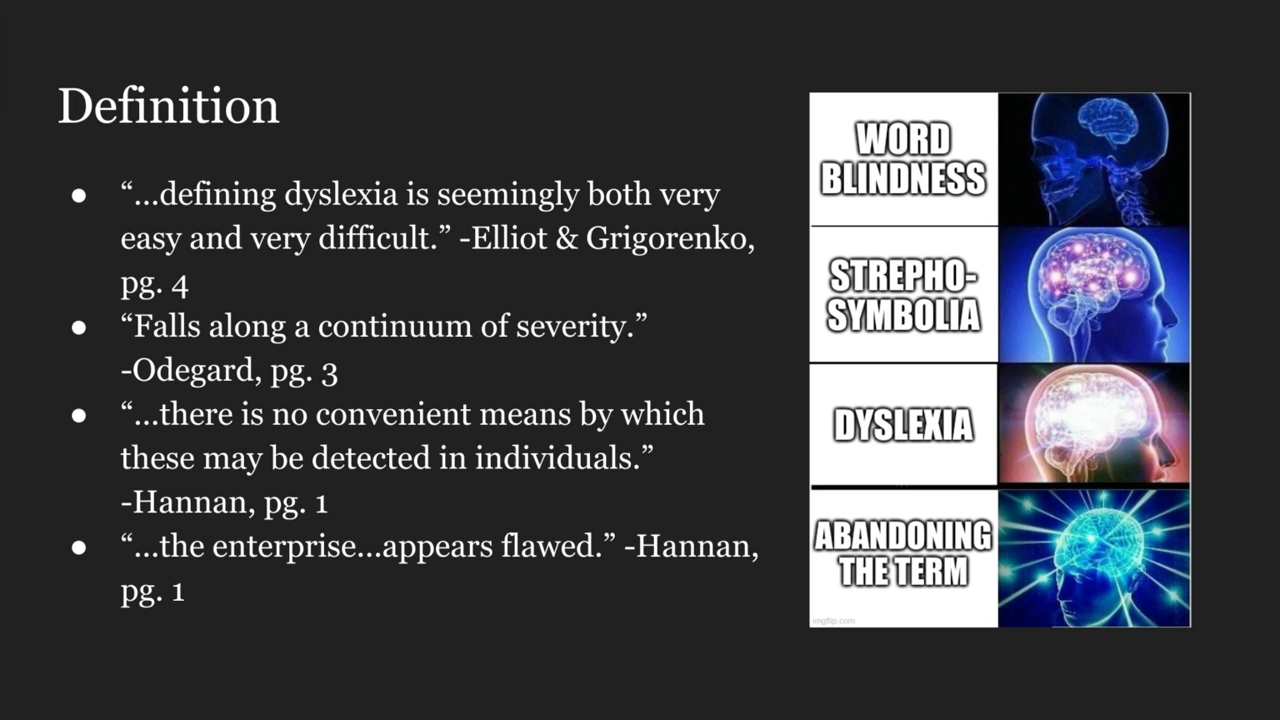 Definition
● “...defining dyslexia is seemingly both very
easy and very difficult.” -Elliot & Grigorenko,
pg. 4
● “Falls along a continuum of severity.”
-Odegard, pg. 3
● “...there is no convenient means by which
these may be detected in individuals.”
-Hannan, pg. 1
● “...the enterprise...appears flawed.” -Hannan,
pg. 1
WORD
BLINDNESS
STREPHO-
SYMBOLIA
DYSLEXIA
ABANDONING
THE TERM
imgflip.com